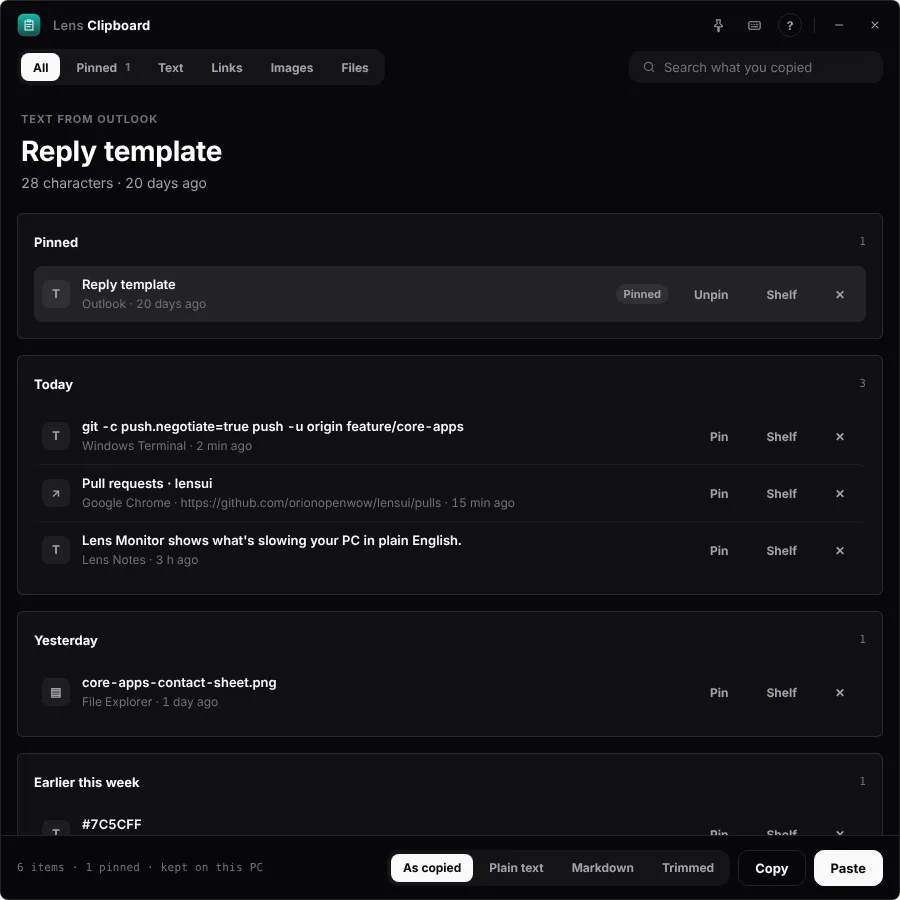 Lens Clipboard
?
All Pinned 1 Text Links Images Files
Search what you copied
TEXT FROM OUTLOOK
Reply template
28 characters · 20 days ago
Pinned 1
T Reply template Pinned Unpin Shelf ×
Outlook · 20 days ago
Today 3
T git -c push.negotiate=true push -u origin feature/core-apps Pin Shelf ×
Windows Terminal · 2 min ago
Pull requests · lensui Pin Shelf ×
Google Chrome · https://github.com/orionopenwow/lensui/pulls · 15 min ago
T Lens Monitor shows what's slowing your PC in plain English. Pin Shelf ×
Lens Notes · 3 h ago
Yesterday 1
core-apps-contact-sheet.png Pin Shelf ×
File Explorer · 1 day ago
Earlier this week 1
#7C5CFF
T Pin Shelf ×
6 items · 1 pinned · kept on this PC As copied Plain text Markdown Trimmed Copy Paste